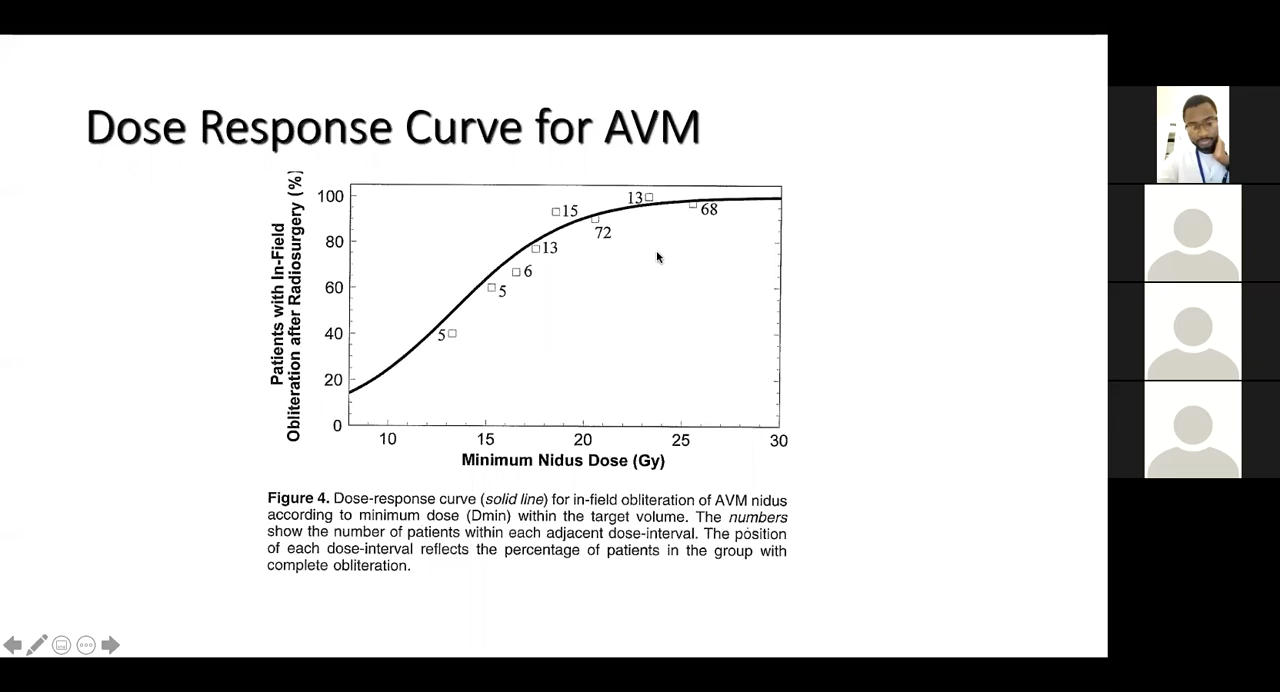 Dose Response Curve for AVM
Patients with In-Field
Obliteration after Radiosurgery (%)
100
80
60
40
20
0
5
5
6
13
15
72
13
68
10
15
20
25
30
Minimum Nidus Dose (Gy)
Figure 4. Dose-response curve (solid line) for in-field obliteration of AVM nidus
according to minimum dose (Dmin) within the target volume. The numbers
show the number of patients within each adjacent dose-interval. The position
of each dose-interval reflects the percentage of patients in the group with
complete obliteration.